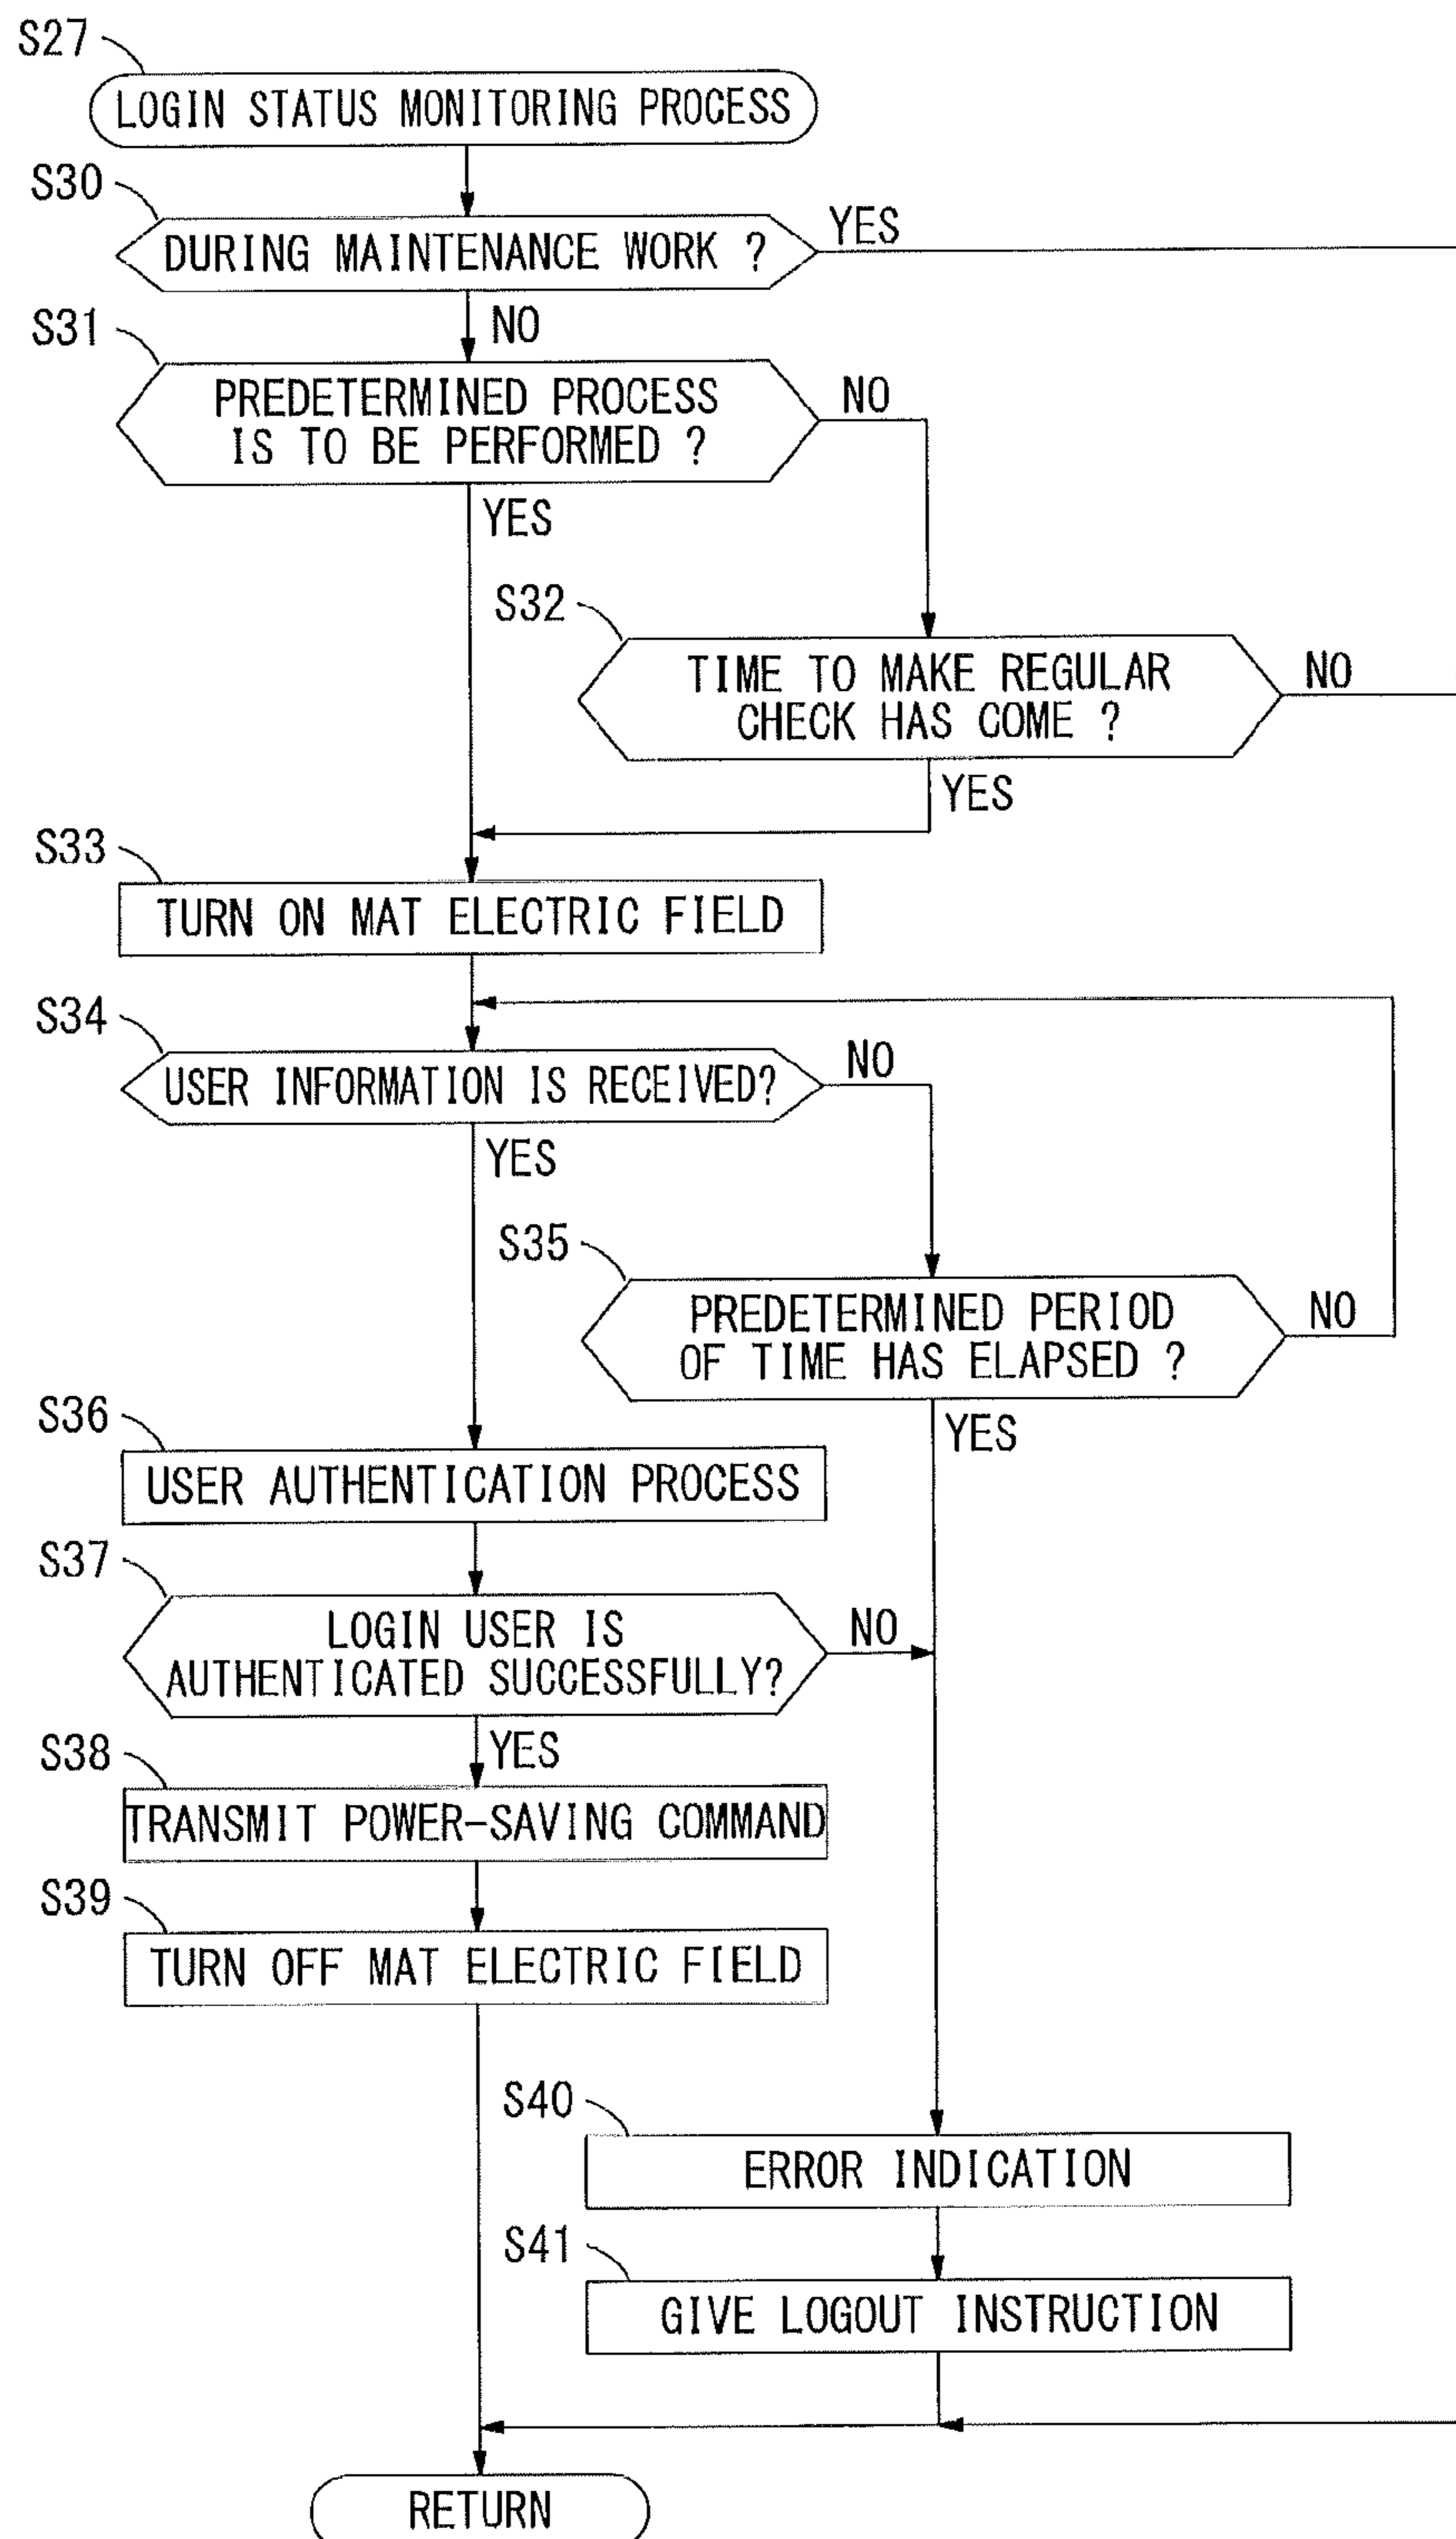 S27
LOGIN STATUS MONITORING PROCESS
S30
DURING MAINTENANCE WORK ?
YES
NO
S31
PREDETERMINED PROCESS
IS TO BE PERFORMED ?
NO
YES
S32
TIME TO MAKE REGULAR
CHECK HAS COME ?
NO
YES
S33
TURN ON MAT ELECTRIC FIELD
S34
USER INFORMATION IS RECEIVED?
NO
YES
S35
PREDETERMINED PERIOD
OF TIME HAS ELAPSED ?
NO
YES
S36
USER AUTHENTICATION PROCESS
S37
LOGIN USER IS
AUTHENTICATED SUCCESSFULLY?
NO
YES
S38
TRANSMIT POWER-SAVING COMMAND
S39
TURN OFF MAT ELECTRIC FIELD
S40
ERROR INDICATION
S41
GIVE LOGOUT INSTRUCTION
RETURN